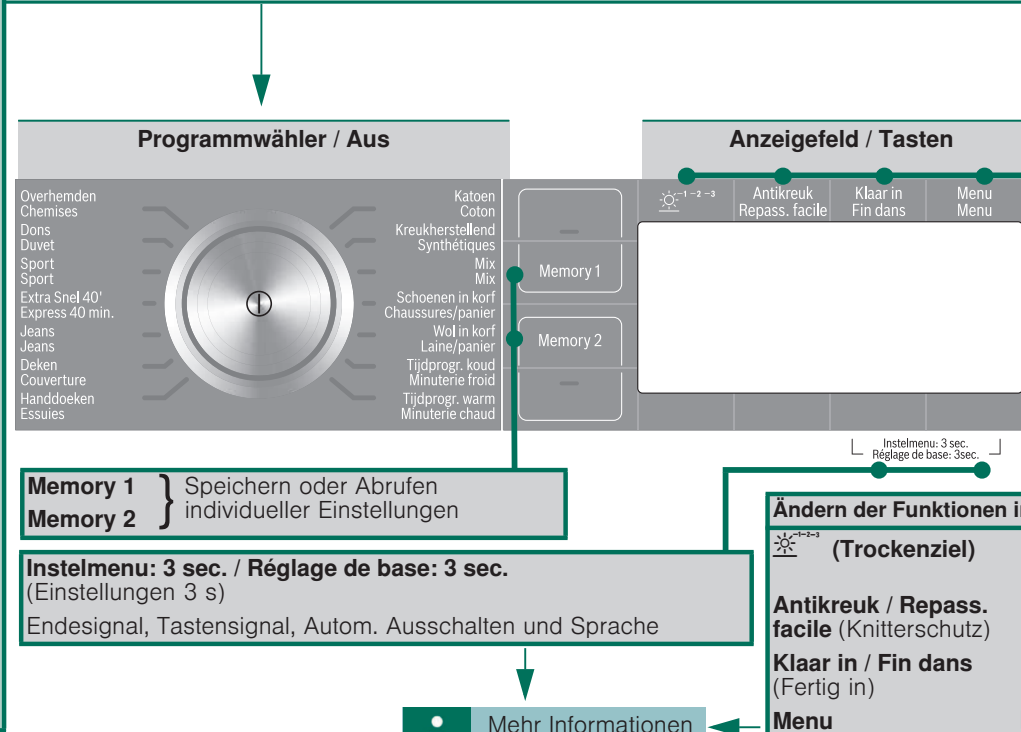 Programmwähler / Aus
Anzeigefeld / Tasten
Overhemden
Chemises
Dons
Duvet
Sport
Sport
Extra Snel 40'
Express 40 min.
Jeans
Jeans
Deken
Couverture
Handdoeken
Essuies
Katoen
Coton
Kreukherstellend
Synthétiques
Mix
Mix
Schoenen in korf
Chaussures/panier
Wol in korf
Laine/panier
Tijdprogr. koud
Minuterie froid
Tijdprogr. warm
Minuterie chaud
Memory 1
Memory 2
-1 -2 -3
Antikreuk
Repass. facile
Klaar in
Fin dans
Menu
Menu
Instelmenu: 3 sec.
Réglage de base: 3sec.
Memory 1
Memory 2
} Speichern oder Abrufen
individueller Einstellungen
Instelmenu: 3 sec. / Réglage de base: 3 sec.
(Einstellungen 3 s)
Endesignal, Tastensignal, Autom. Ausschalten und Sprache
Ändern der Funktionen i
-1-2-3 (Trockenziel)
Antikreuk / Repass.
facile (Knitterschutz)
Klaar in / Fin dans
(Fertig in)
Menu
Mehr Informationen